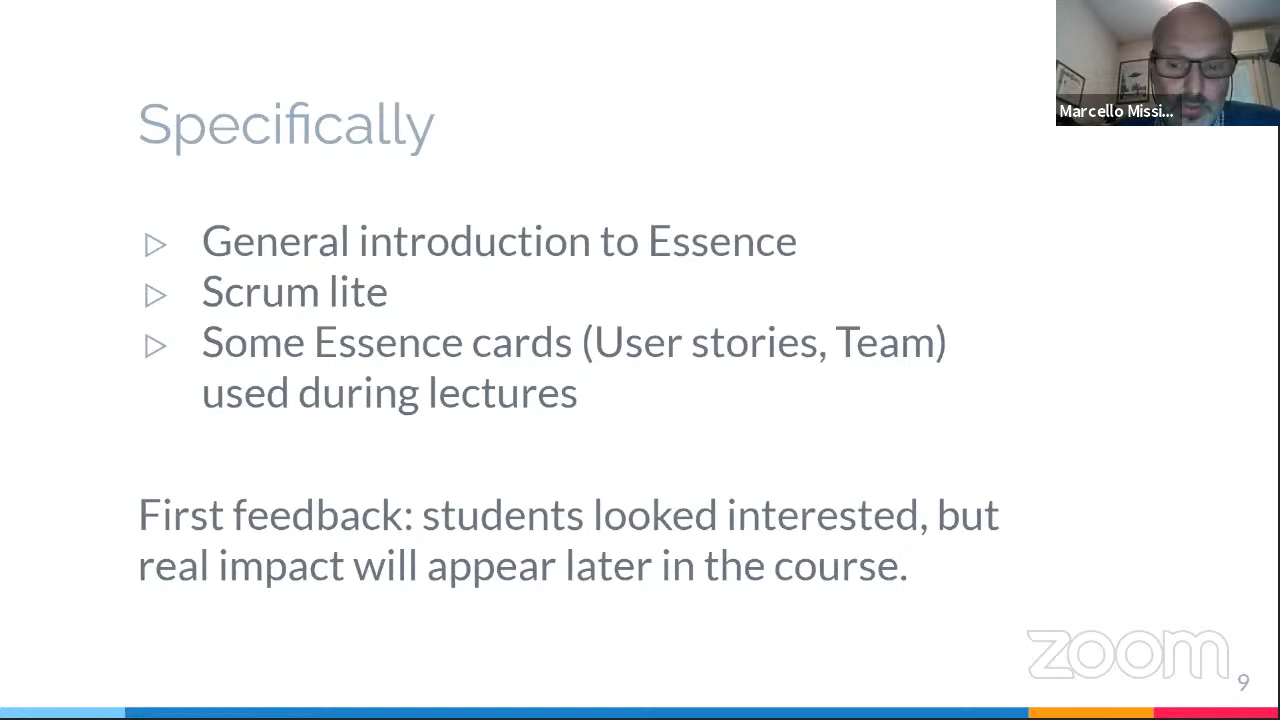 Marcello Missi...
Specifically
General introduction to Essence
Scrum lite
Some Essence cards (User stories, Team)
used during lectures
First feedback: students looked interested, but
real impact will appear later in the course.
zoom
9